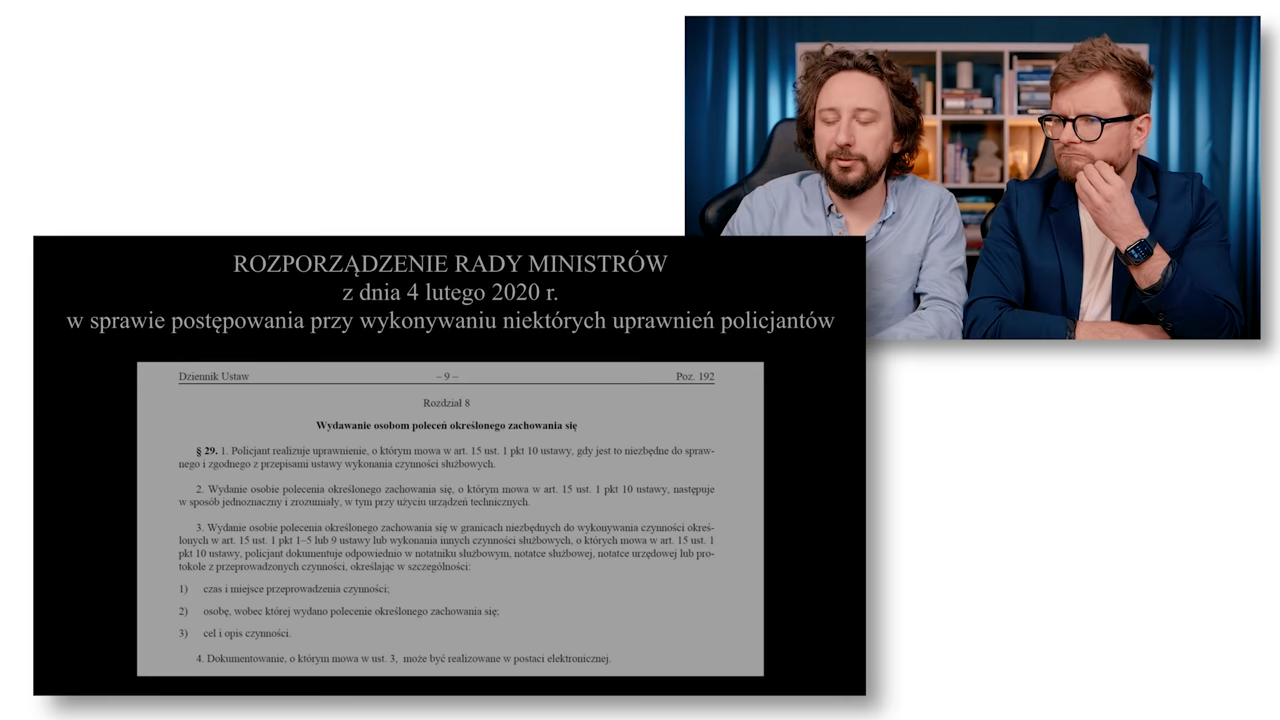 ROZPORZĄDZENIE RADY MINISTRÓW
z dnia 4 lutego 2020 r.
w sprawie postępowania przy wykonywaniu niektórych uprawnień policjantów
Dziennik Ustaw – 9 – Poz. 192
Rozdział 8
Wydawanie osobom poleceń określonego zachowania się
§ 29. 1. Policjant realizuje uprawnienie, o którym mowa w art. 15 ust. 1 pkt 10 ustawy, gdy jest to niezbędne do spraw-
nego i zgodnego z przepisami ustawy wykonania czynności służbowych.
2. Wydanie osobie polecenia określonego zachowania się, o którym mowa w art. 15 ust. 1 pkt 10 ustawy, następuje
w sposób jednoznaczny i zrozumiały, w tym przy użyciu urządzeń technicznych.
3. Wydanie osobie polecenia określonego zachowania się w granicach niezbędnych do wykonywania czynności okreś-
lonych w art. 15 ust. 1 pkt 1–5 lub 9 ustawy lub wykonania innych czynności służbowych, o których mowa w art. 15 ust. 1
pkt 10 ustawy, policjant dokumentuje odpowiednio w notatniku służbowym, notatce służbowej, notatce urzędowej lub pro-
tokole z przeprowadzonych czynności, określając w szczególności:
1) czas i miejsce przeprowadzenia czynności;
2) osobę, wobec której wydano polecenie określonego zachowania się;
3) cel i opis czynności.
4. Dokumentowanie, o którym mowa w ust. 3, może być realizowane w postaci elektronicznej.